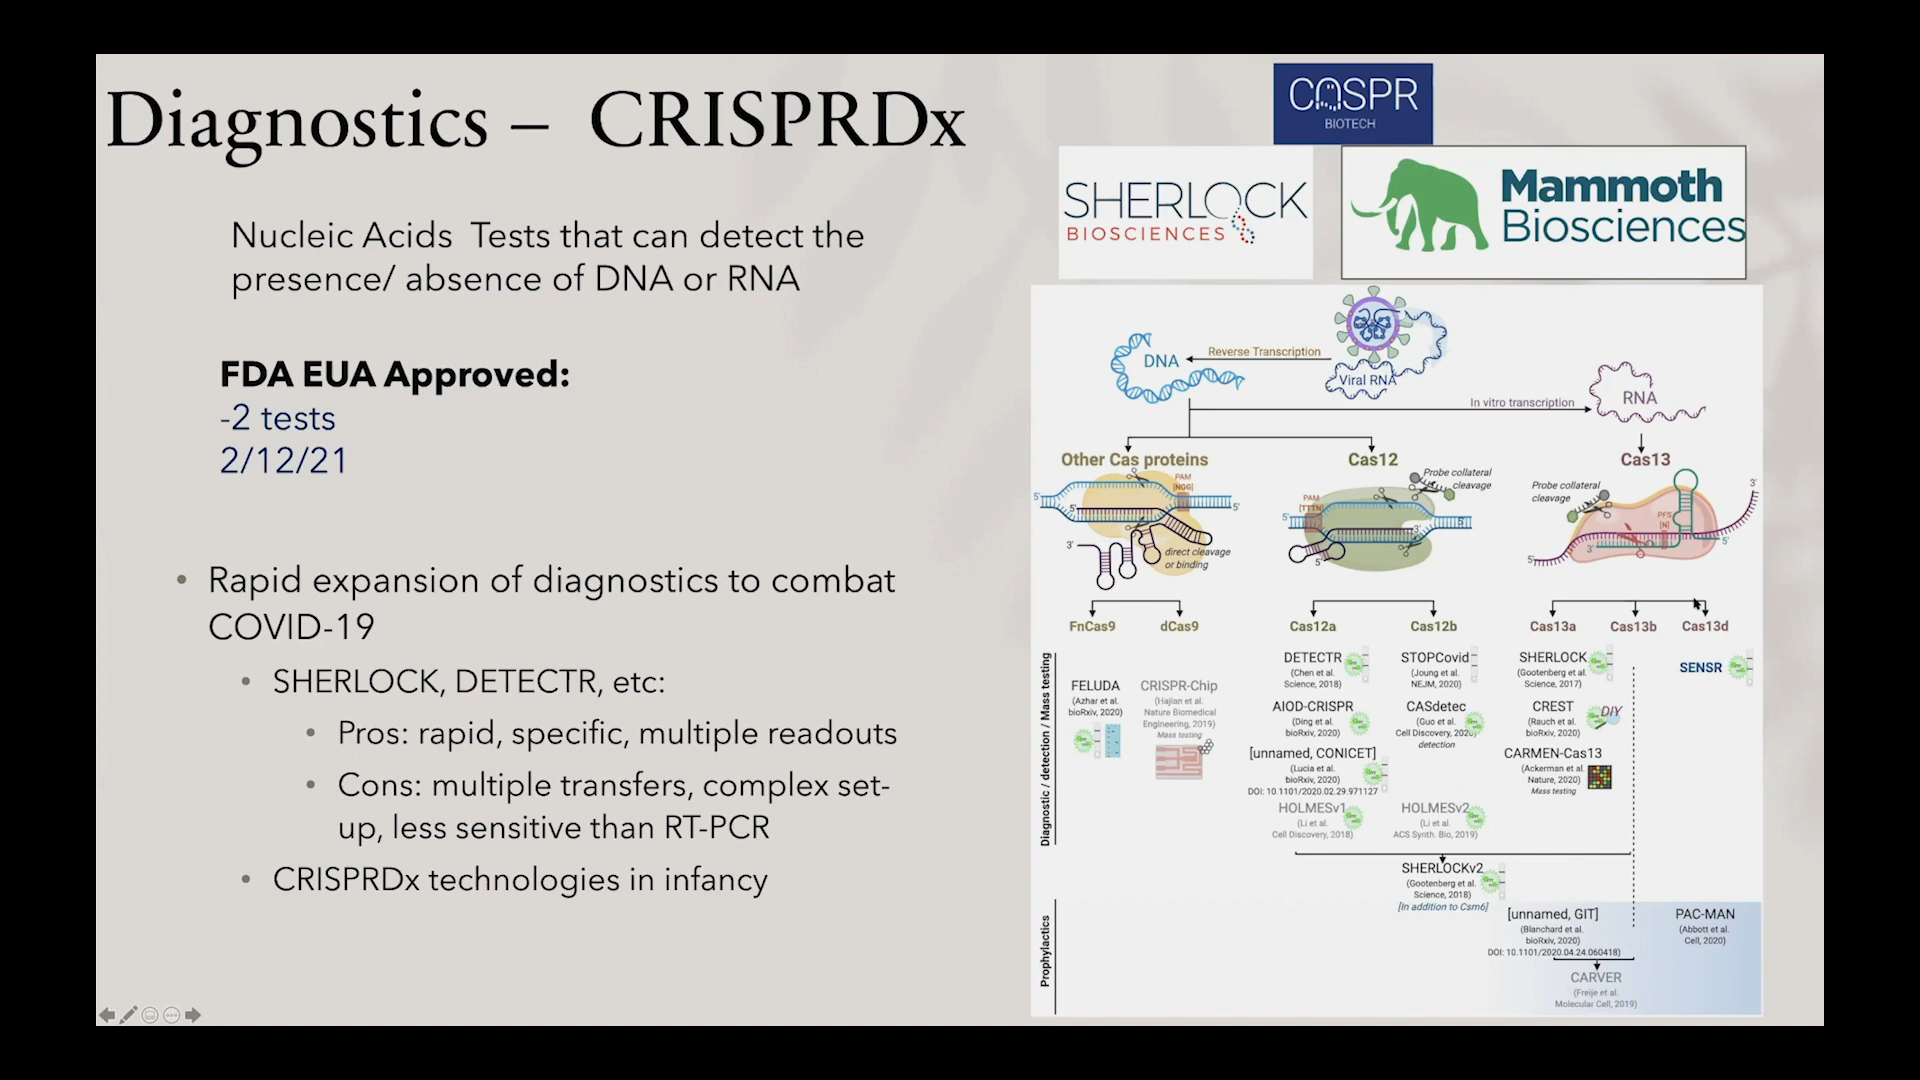 Diagnostics – CRISPRDx
Nucleic Acids Tests that can detect the
presence/ absence of DNA or RNA
FDA EUA Approved:
-2 tests
2/12/21
• Rapid expansion of diagnostics to combat
COVID-19
• SHERLOCK, DETECTR, etc:
• Pros: rapid, specific, multiple readouts
• Cons: multiple transfers, complex set-
up, less sensitive than RT-PCR
• CRISPRDx technologies in infancy
CASPR
BIOTECH
SHERLOCK
BIOSCIENCES
Mammoth
Biosciences
DNA
Reverse Transcription
Viral RNA
In vitro transcription
RNA
Other Cas proteins
PAM
[NGG]
5'
5'
5'
3'
direct cleavage
or binding
Cas12
Probe collateral
cleavage
PAM
[TTTN]
5'
5'
3'
5'
Cas13
Probe collateral
cleavage
PFS
[N]
3'
3'
5'
5'
FnCas9
dCas9
Cas12a
Cas12b
Cas13a
Cas13b
Cas13d
Diagnostic / detection / Mass testing
FELUDA
(Azhar et al.
bioRxiv, 2020)
CRISPR-Chip
(Hajian et al.
Nature Biomedical
Engineering, 2019)
Mass testing
DETECTR
(Chen et al.
Science, 2018)
AIOD-CRISPR
(Ding et al.
bioRxiv, 2020)
[unnamed, CONICET]
(Lucia et al.
bioRxiv, 2020)
DOI: 10.1101/2020.02.29.971127
HOLMESv1
(Li et al.
Cell Discovery, 2018)
STOPCovid
(Joung et al.
NEJM, 2020)
CASdetec
(Guo et al.
Cell Discovery, 2020)
detection
HOLMESv2
(Li et al.
ACS Synth. Bio, 2019)
SHERLOCK
(Gootenberg et al.
Science, 2017)
CREST
(Rauch et al.
bioRxiv, 2020)
DIY
CARMEN-Cas13
(Ackerman et al.
Nature, 2020)
Mass testing
SENSR
SHERLOCKv2
(Gootenberg et al.
Science, 2018)
[In addition to Csm6]
Prophylactics
[unnamed, GIT]
(Blanchard et al.
bioRxiv, 2020)
DOI: 10.1101/2020.04.24.060418)
CARVER
(Freije et al.
Molecular Cell, 2019)
PAC-MAN
(Abbott et al.
Cell, 2020)